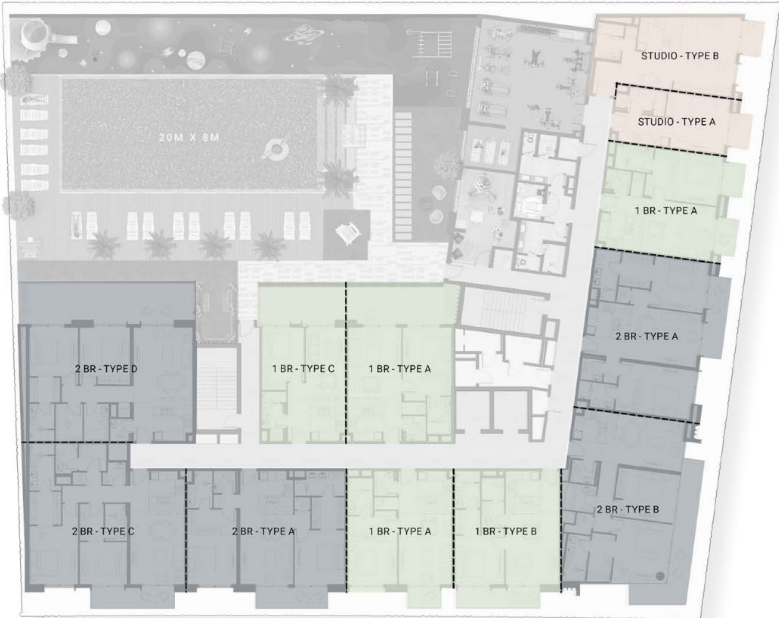 STUDIO - TYPE B
20M X 8M
STUDIO - TYPE A
1 BR - TYPE A
2 BR - TYPE A
2 BR - TYPE D
1 BR - TYPE C
1 BR - TYPE A
2 BR - TYPE C
2 BR - TYPE A
1 BR - TYPE A
1 BR - TYPE B
2 BR - TYPE B